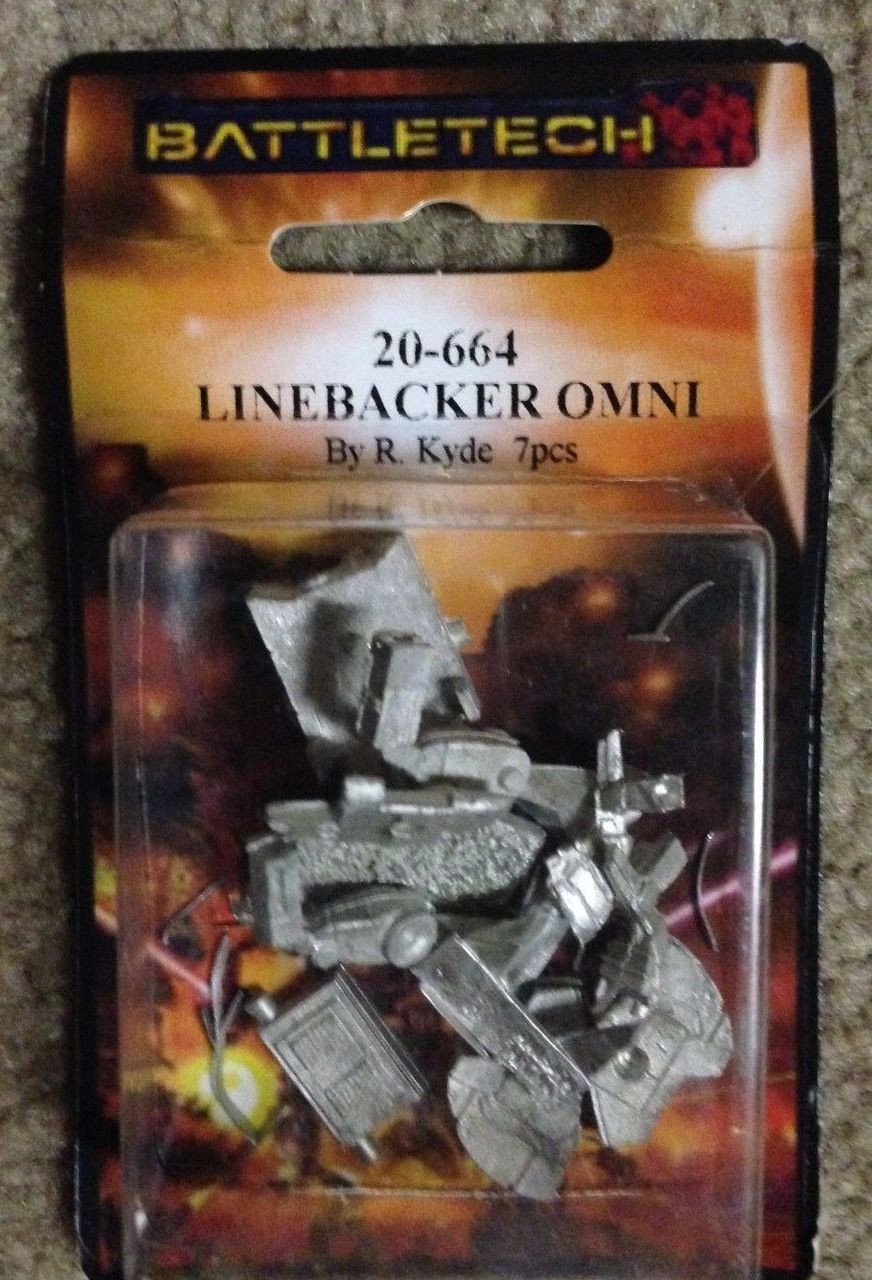 BATTLETECH
20-664
LINEBACKER OMNI
By R. Kyde 7pcs